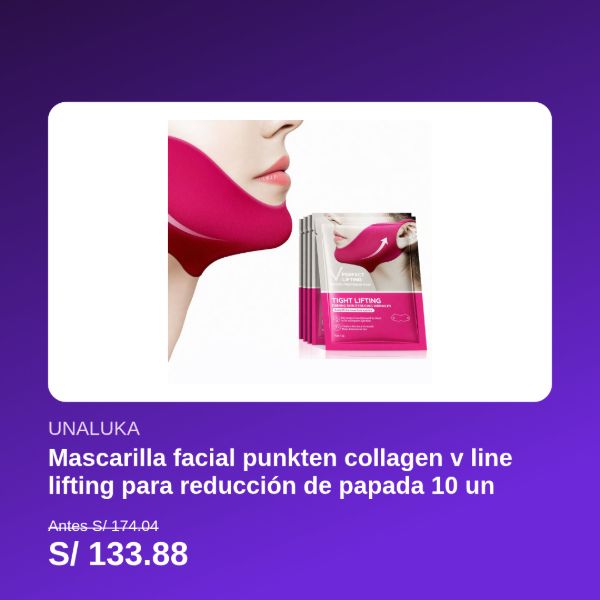 PERFECT
LIFTING
TIGHT LIFTING
UNALUKA
Mascarilla facial punkten collagen v line
lifting para reducción de papada 10 un
Antes S/ 174.04
S/ 133.88